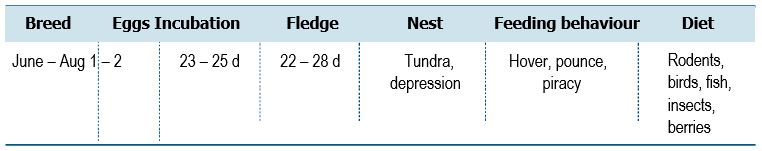 Breed Eggs Incubation Fledge Nest Feeding behaviour Diet
June – Aug 1 – 2 23 – 25 d 22 – 28 d Tundra, Hover, pounce, Rodents,
depression piracy birds, fish,
insects,
berries